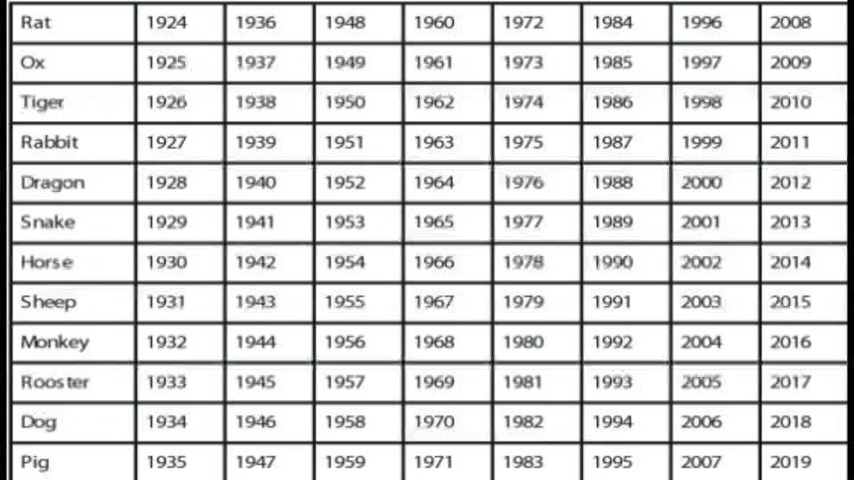 Rat 1924 1936 1948 1960 1972 1984 1996 2008
Ox 1925 1937 1949 1961 1973 1985 1997 2009
Tiger 1926 1938 1950 1962 1974 1986 1998 2010
Rabbit 1927 1939 1951 1963 1975 1987 1999 2011
Dragon 1928 1940 1952 1964 1976 1988 2000 2012
Snake 1929 1941 1953 1965 1977 1989 2001 2013
Horse 1930 1942 1954 1966 1978 1990 2002 2014
Sheep 1931 1943 1955 1967 1979 1991 2003 2015
Monkey 1932 1944 1956 1968 1980 1992 2004 2016
Rooster 1933 1945 1957 1969 1981 1993 2005 2017
Dog 1934 1946 1958 1970 1982 1994 2006 2018
Pig 1935 1947 1959 1971 1983 1995 2007 2019